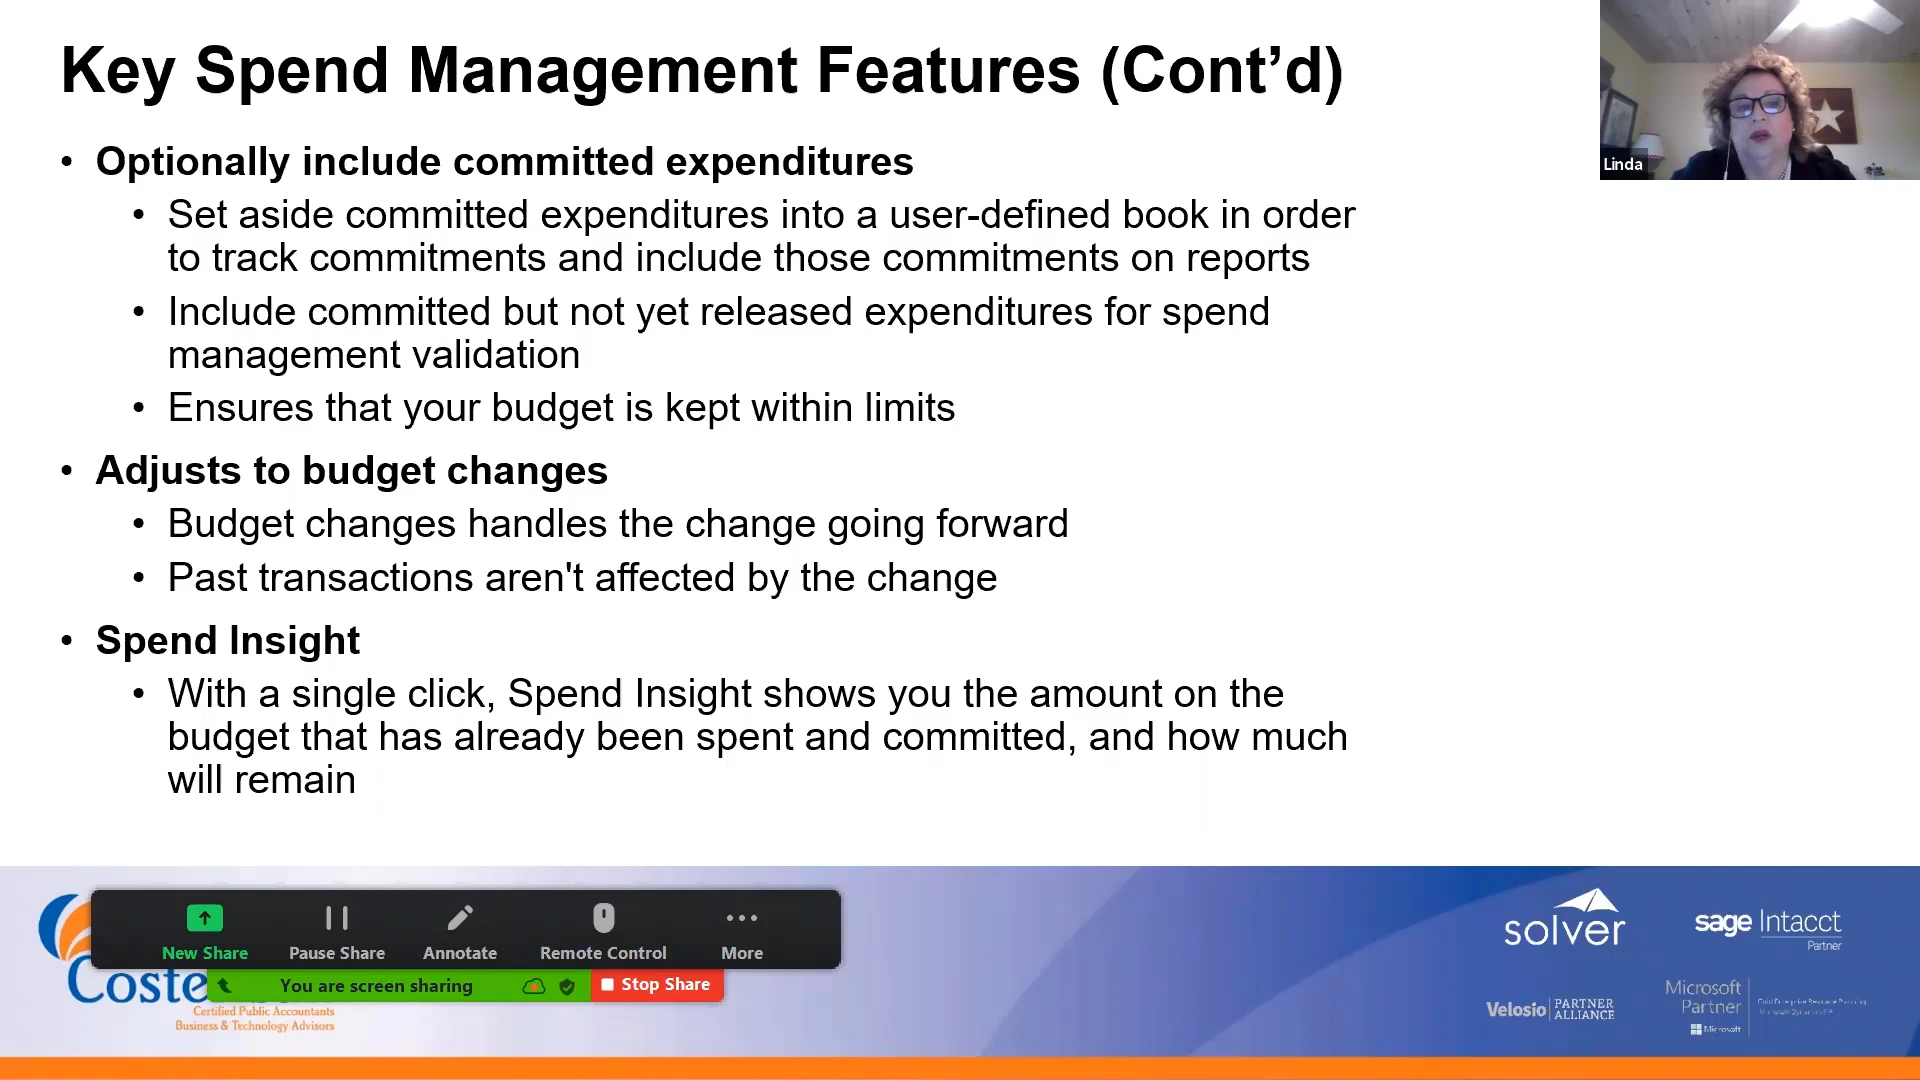 Key Spend Management Features (Cont’d)
Linda
• Optionally include committed expenditures
• Set aside committed expenditures into a user-defined book in order
to track commitments and include those commitments on reports
• Include committed but not yet released expenditures for spend
management validation
• Ensures that your budget is kept within limits
• Adjusts to budget changes
• Budget changes handles the change going forward
• Past transactions aren't affected by the change
• Spend Insight
• With a single click, Spend Insight shows you the amount on the
budget that has already been spent and committed, and how much
will remain
New Share
Pause Share
Annotate
Remote Control
More
You are screen sharing
Stop Share
Coste
Certified Public Accountants
Business & Technology Advisors
solver
sage Intacct
Partner
Velosio PARTNER
ALLIANCE
Microsoft
Partner
Microsoft